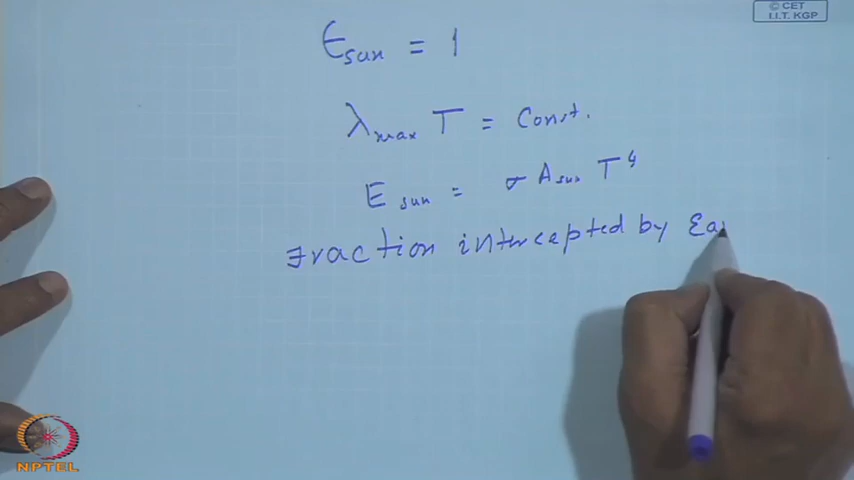 © CET
I.I.T. KGP
ϵsun = 1
λmax T = Const.
Esun = σ Asun T⁴
Fraction intercepted by Ea
NPTEL